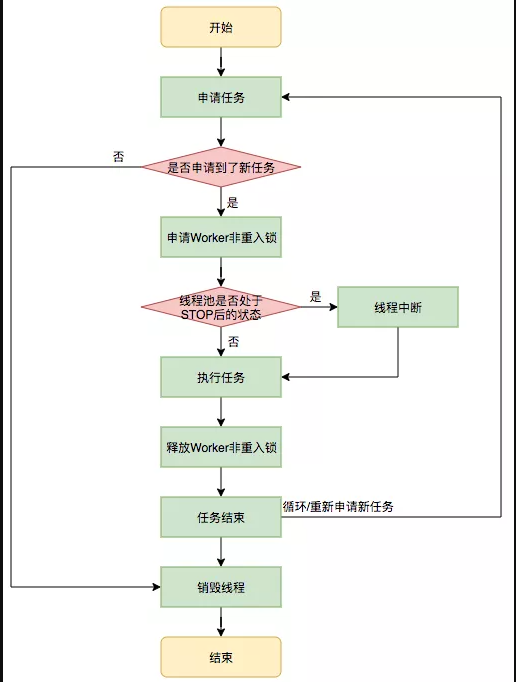 开始
申请任务
否
是否申请到了新任务
是
申请Worker非重入锁
线程池是否处于
STOP后的状态
是
线程中断
否
执行任务
释放Worker非重入锁
任务结束
循环/重新申请新任务
销毁线程
结束